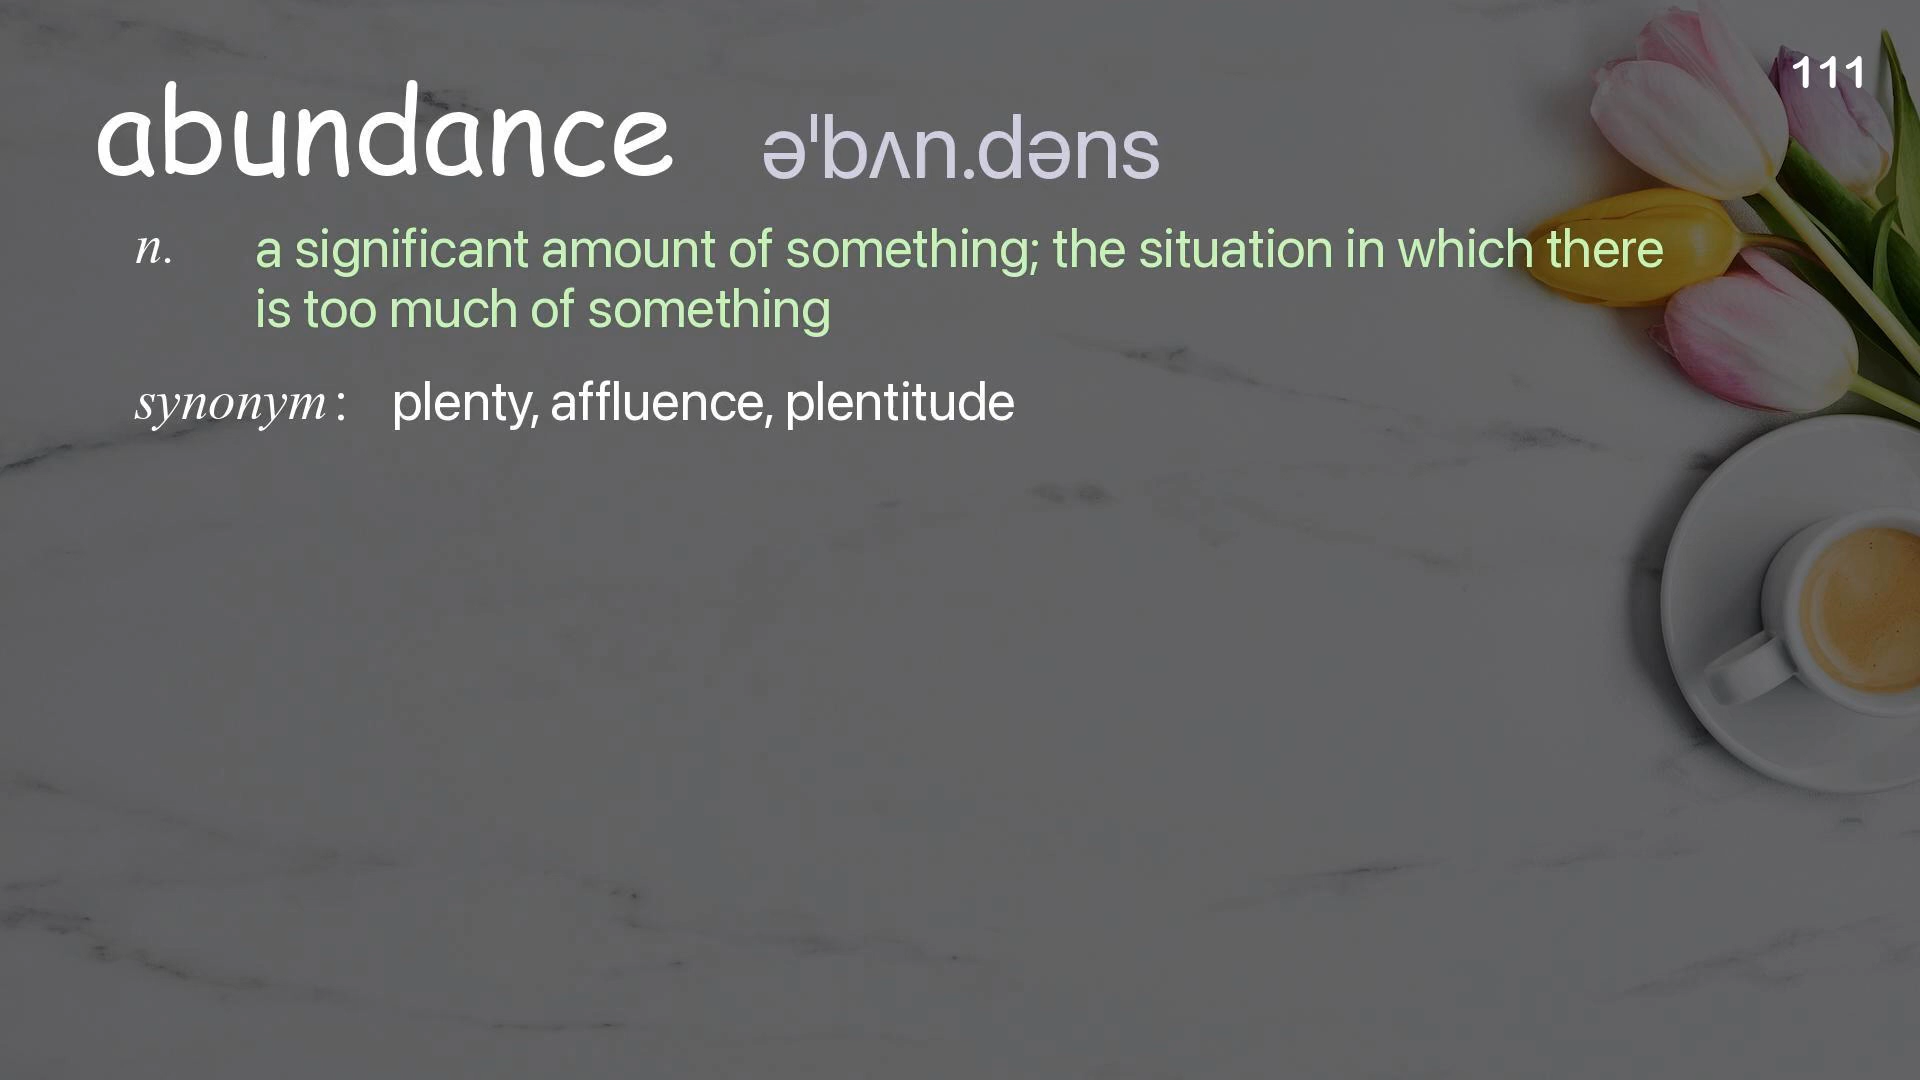 111
abundance əˈbʌn.dəns
n. a significant amount of something; the situation in which there
is too much of something
synonym: plenty, affluence, plentitude